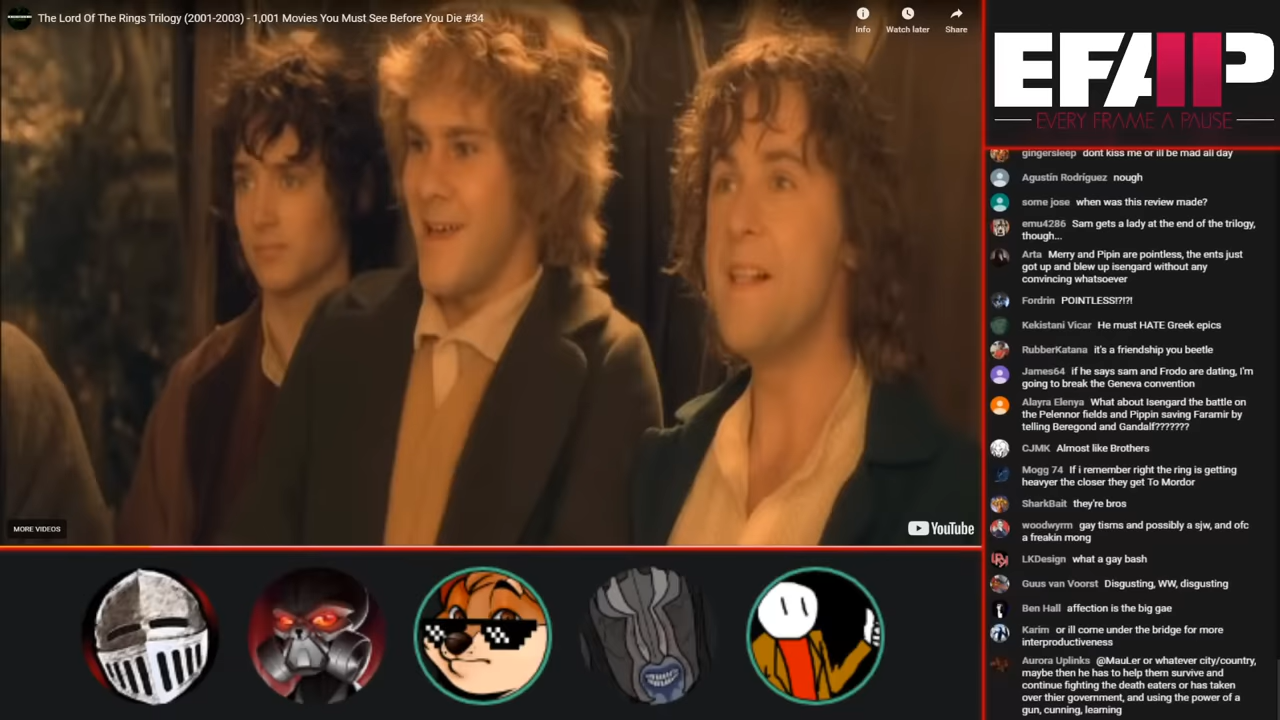 The Lord Of The Rings Trilogy (2001-2003) - 1,001 Movies You Must See Before You Die #34
Info
Watch later
Share
MORE VIDEOS
YouTube
EFAP
EVERY FRAME A PAUSE
gingersleep dont kiss me or ill be mad all day
Agustín Rodríguez nough
some jose when was this review made?
emu4286 Sam gets a lady at the end of the trilogy,
though...
Arta Merry and Pipin are pointless, the ents just
got up and blew up isengard without any
convincing whatsoever
Fordrin POINTLESS!?!?!
Kekistani Vicar He must HATE Greek epics
RubberKatana it's a friendship you beetle
James64 if he says sam and Frodo are dating, I'm
going to break the Geneva convention
Alayra Elenya What about Isengard the battle on
the Pelennor fields and Pippin saving Faramir by
telling Beregond and Gandalf???????
CJMK Almost like Brothers
Mogg 74 If i remember right the ring is getting
heavyer the closer they get To Mordor
SharkBait they're bros
woodwyrm gay tisms and possibly a sjw, and ofc
a freakin mong
LKDesign what a gay bash
Guus van Voorst Disgusting, WW, disgusting
Ben Hall affection is the big gae
Karim or ill come under the bridge for more
interproductiveness
Aurora Uplinks @MauLer or whatever city/country,
maybe then he has to help them survive and
continue fighting the death eaters or has taken
over thier government, and using the power of a
gun, cunning, learning